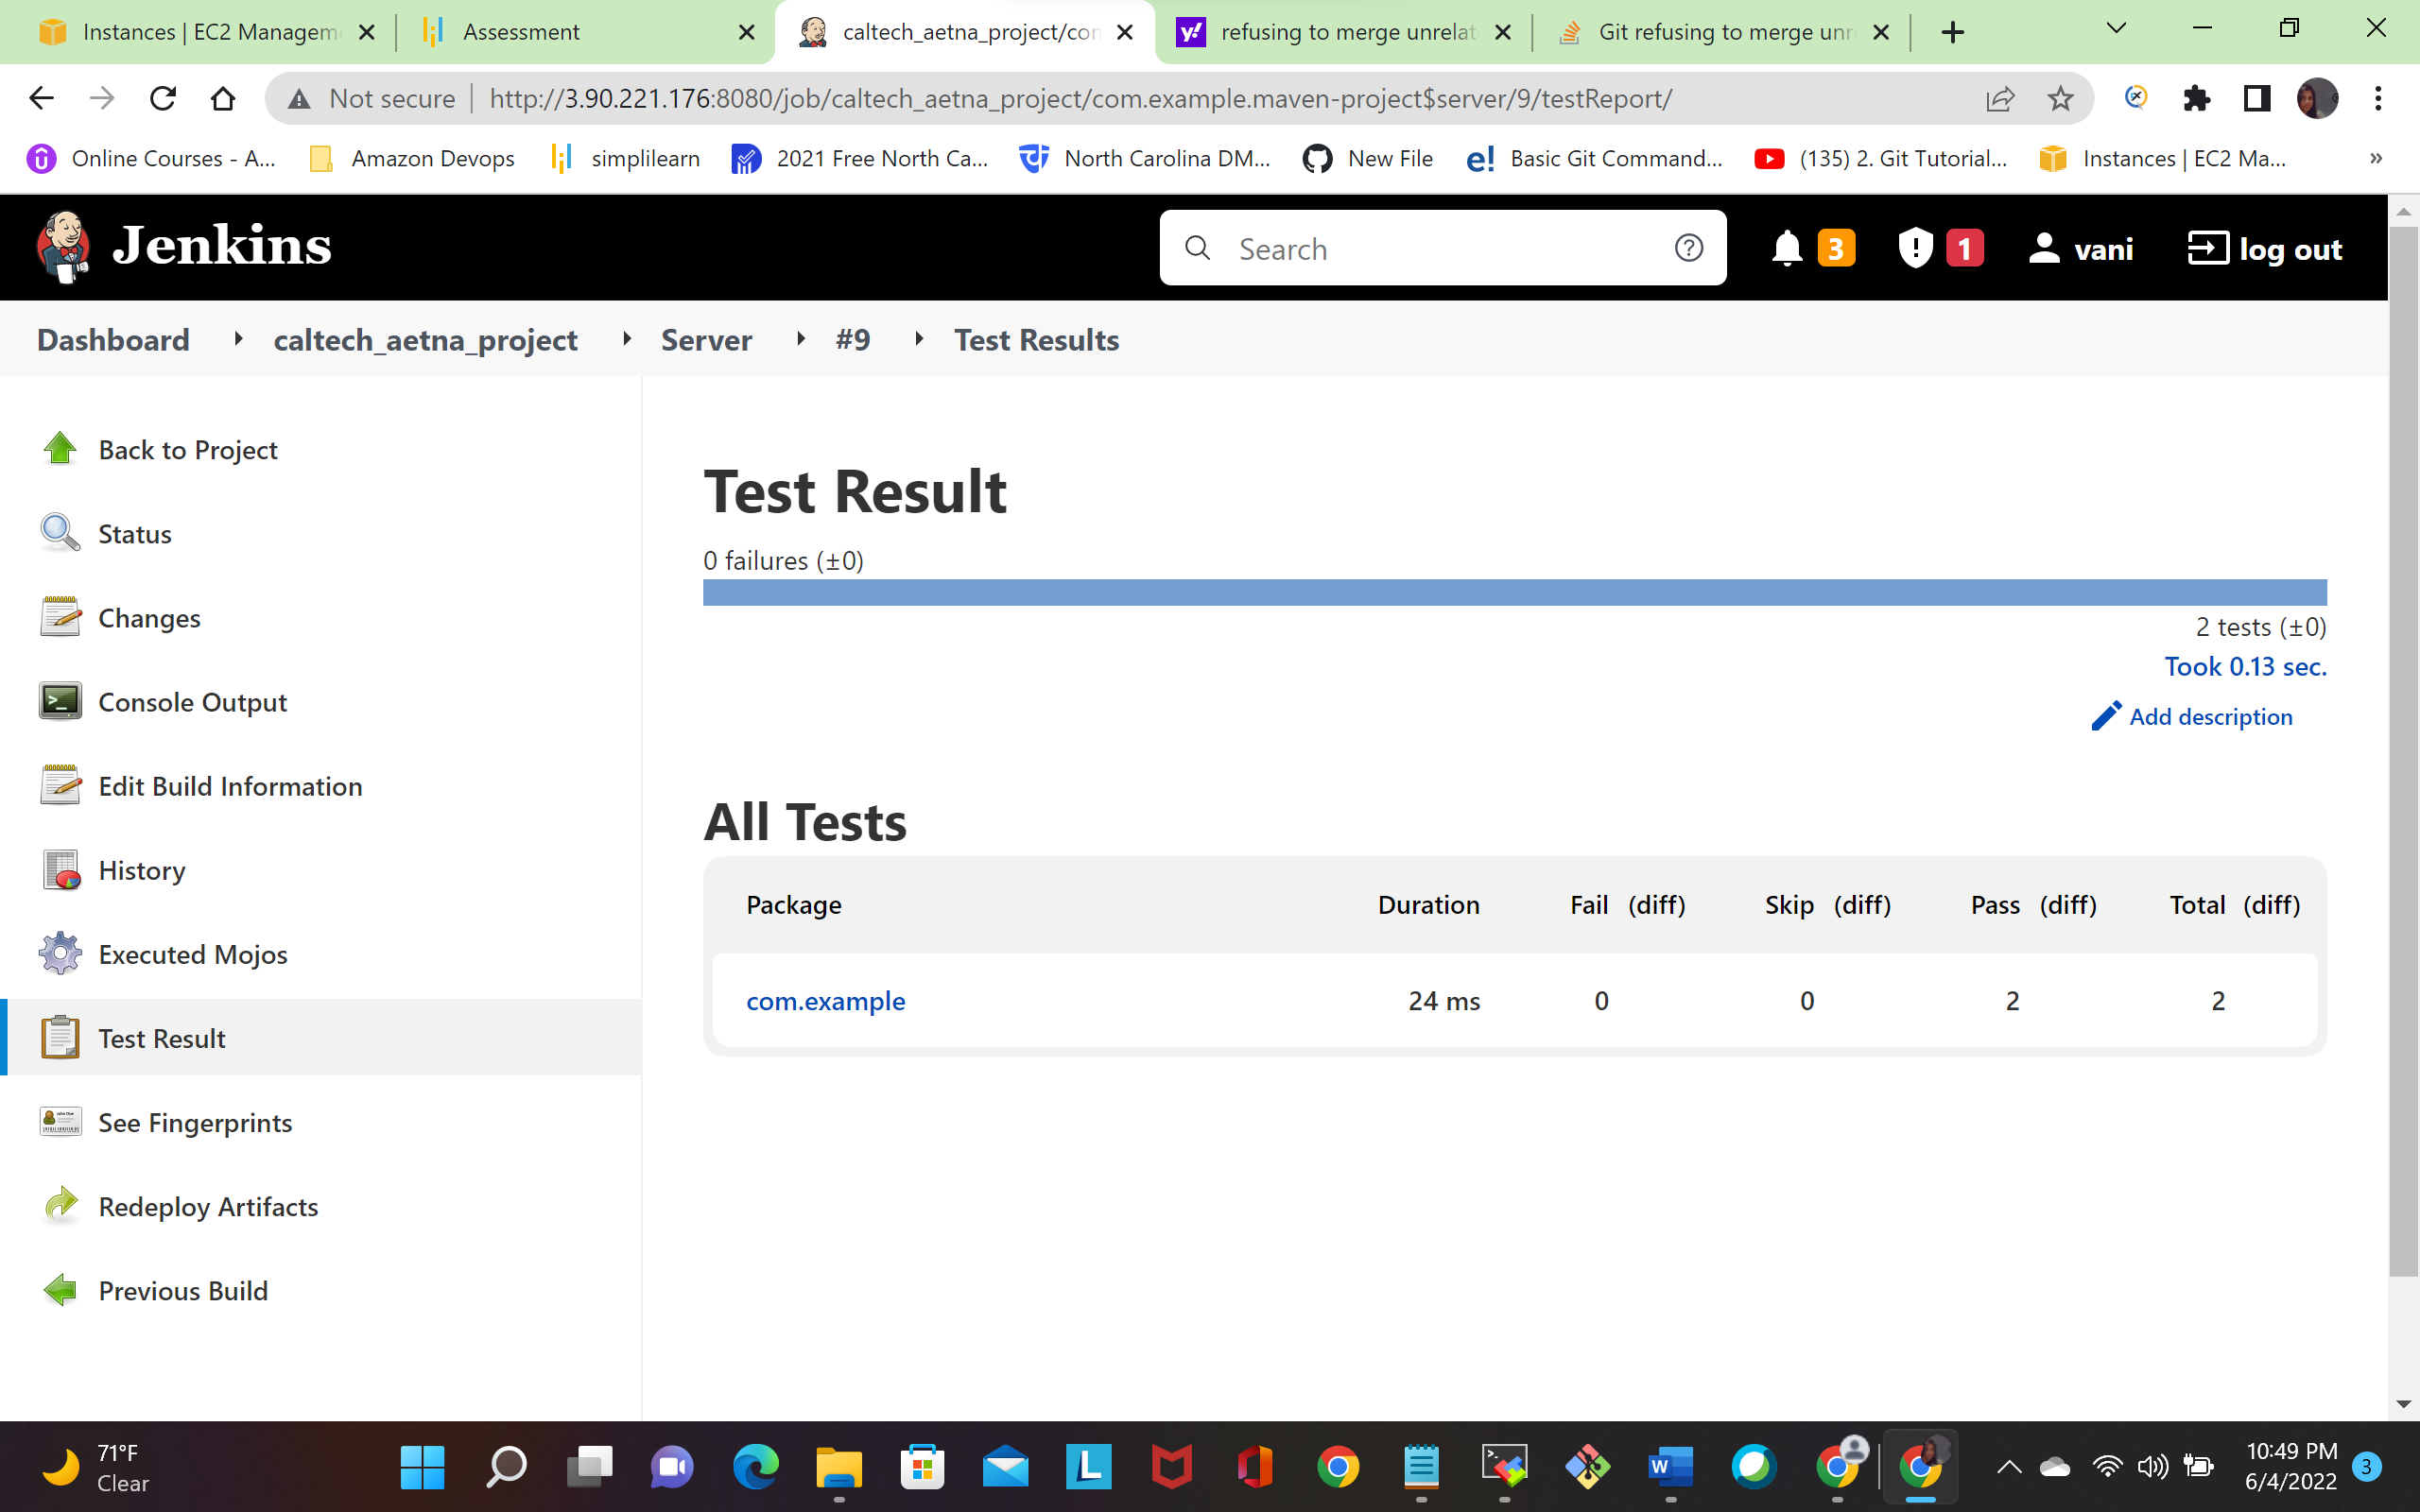 Instances | EC2 Managem
Assessment
caltech_aetna_project/con
refusing to merge unrelat
Git refusing to merge unre
Not secure
http://3.90.221.176:8080/job/caltech_aetna_project/com.example.maven-project$server/9/testReport/
Online Courses - A...
Amazon Devops
simplilearn
2021 Free North Ca...
North Carolina DM...
New File
e! Basic Git Command...
(135) 2. Git Tutorial...
Instances | EC2 Ma...
»
Jenkins
Search
3
1
vani
log out
Dashboard
caltech_aetna_project
Server
#9
Test Results
Back to Project
Status
Changes
Console Output
Edit Build Information
History
Executed Mojos
Test Result
See Fingerprints
Redeploy Artifacts
Previous Build
Test Result
0 failures (±0)
2 tests (±0)
Took 0.13 sec.
Add description
All Tests
Package Duration Fail (diff) Skip (diff) Pass (diff) Total (diff)
com.example 24 ms 0 0 2 2
71°F
Clear
10:49 PM
6/4/2022
3